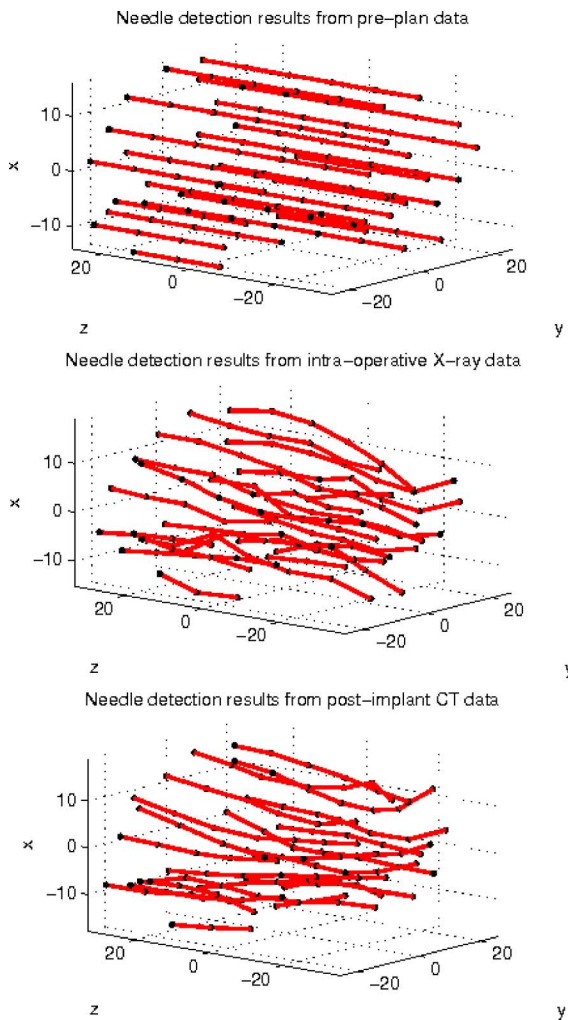 Needle detection results from pre-plan data
10
0
-10
x
20
0
-20
z
-20
0
20
y
Needle detection results from intra-operative X-ray data
10
0
-10
x
20
0
-20
z
-20
0
20
y
Needle detection results from post-implant CT data
10
0
-10
x
20
0
-20
z
-20
0
20
y